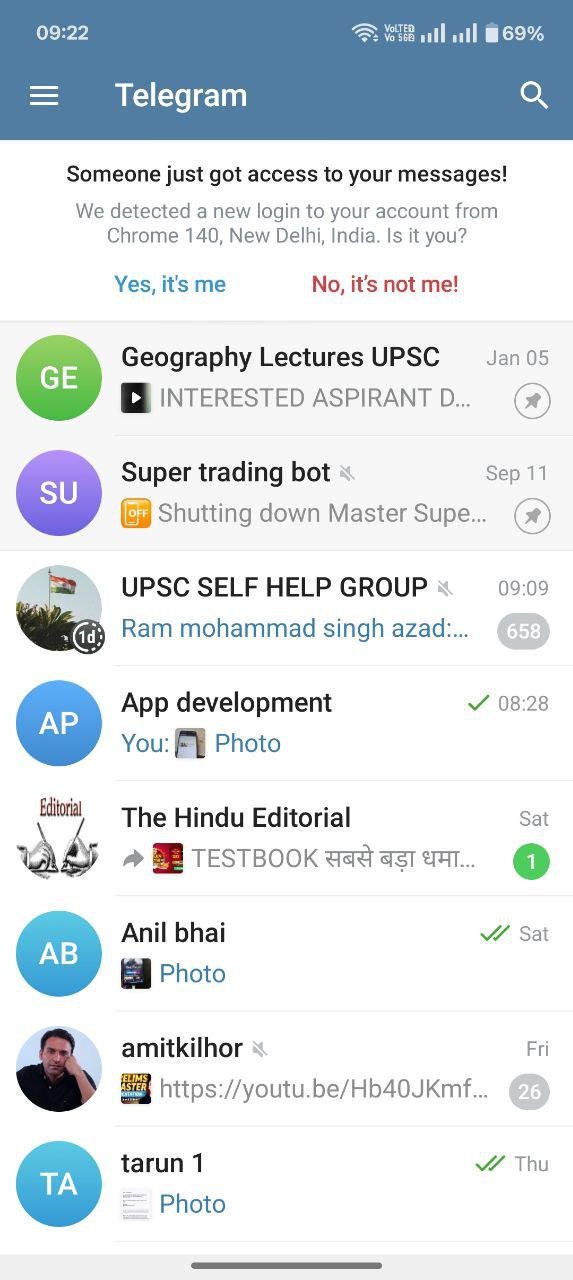 09:22
VoLTED
69%
Telegram
Someone just got access to your messages!
We detected a new login to your account from
Chrome 140, New Delhi, India. Is it you?
Yes, it's me
No, it’s not me!
GE
Geography Lectures UPSC
Jan 05
INTERESTED ASPIRANT D...
SU
Super trading bot
Sep 11
OFF
Shutting down Master Supe...
UPSC SELF HELP GROUP
09:09
1d
Ram mohammad singh azad:...
658
AP
App development
08:28
You: Photo
Editorial
The Hindu Editorial
Sat
TESTBOOK सबसे बड़ा धमा...
1
AB
Anil bhai
Sat
Photo
amitkilhor
Fri
https://youtu.be/Hb40JKmf...
26
TA
tarun 1
Thu
Photo